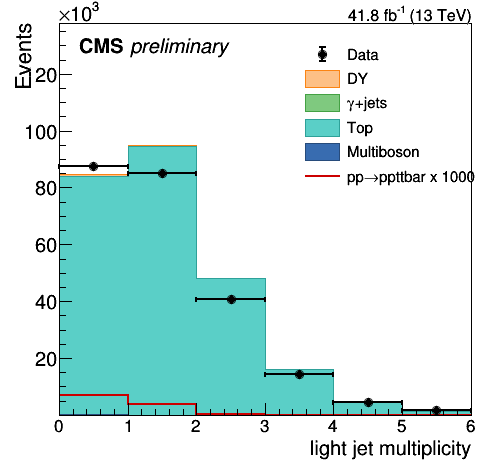 ×10³
41.8 fb⁻¹ (13 TeV)
Events
CMS preliminary
Data
DY
γ+jets
Top
Multiboson
pp→ppttbar x 1000
120
100
80
60
40
20
0 1 2 3 4 5 6
light jet multiplicity